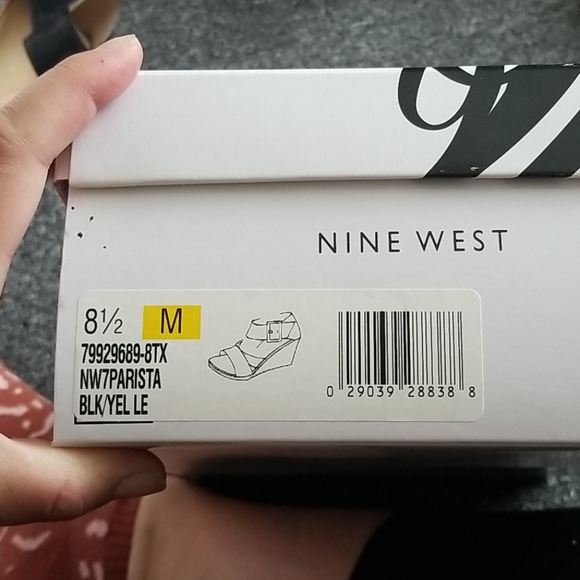 NINE WEST
8½ M
79929689-8TX
NW7PARISTA
BLK/YEL LE
0 29039 28838 8